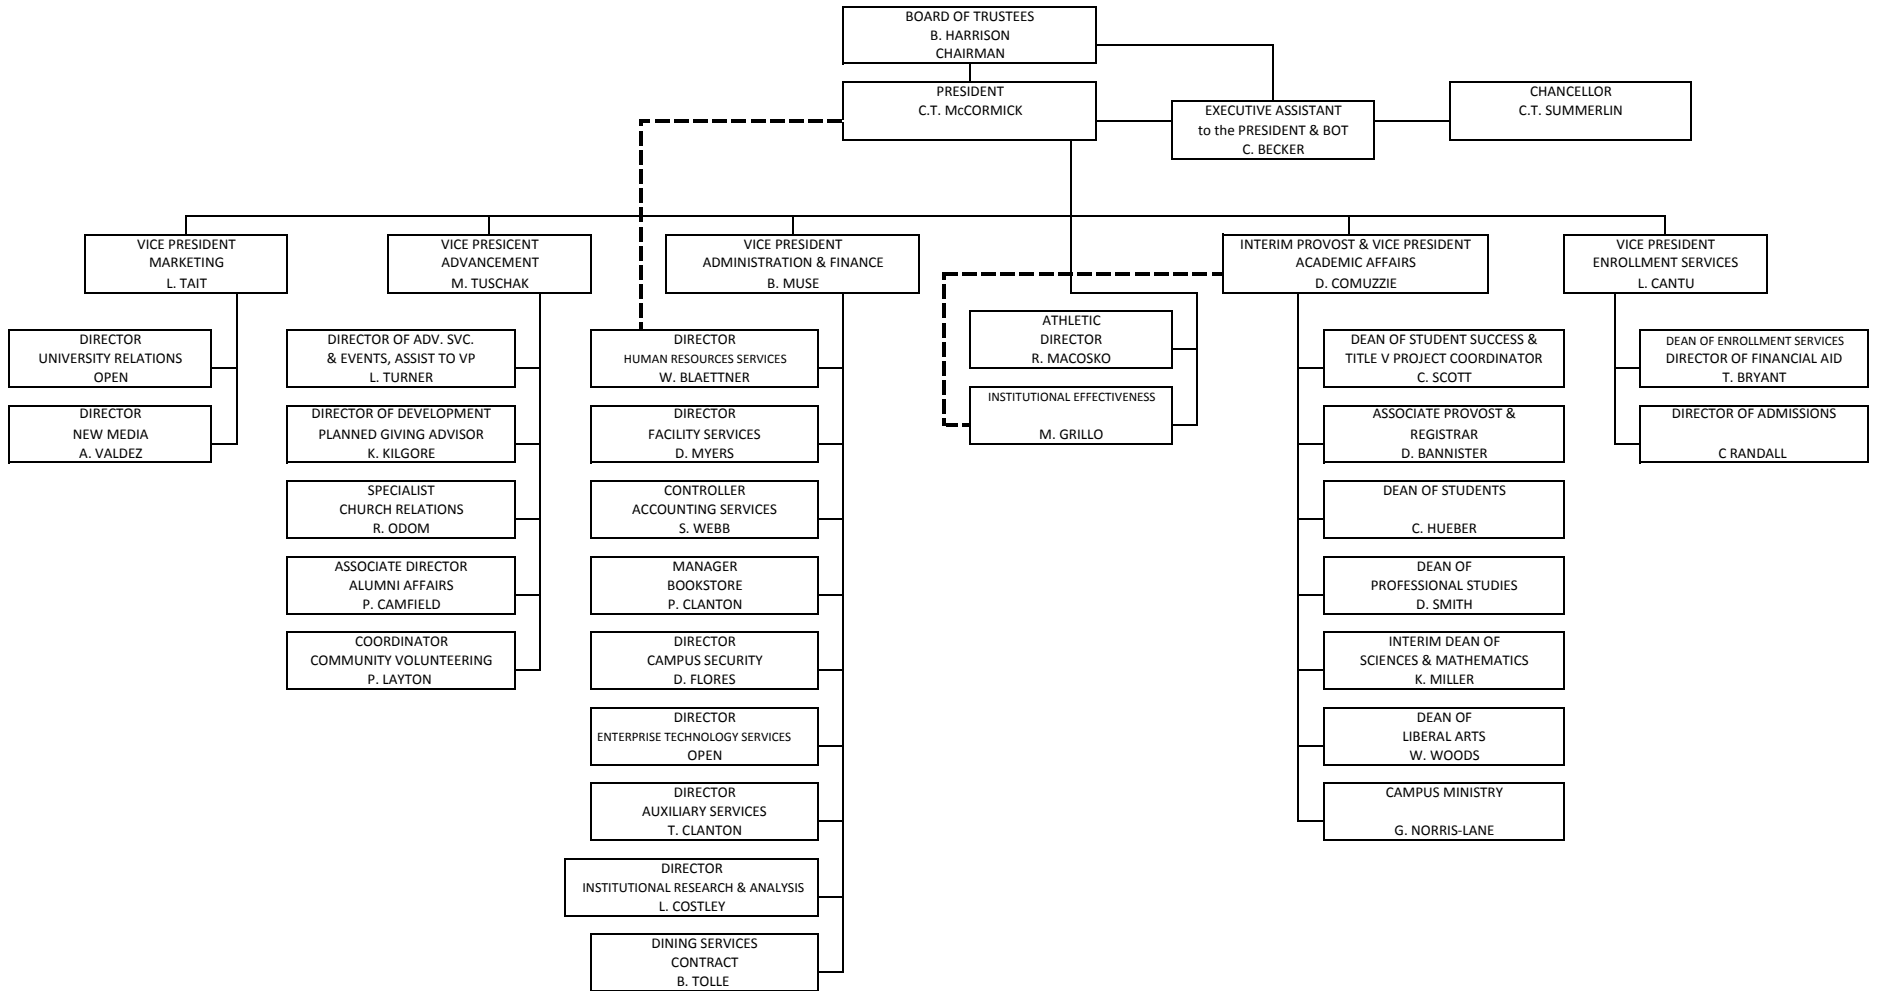 BOARD OF TRUSTEES
B. HARRISON
CHAIRMAN
PRESIDENT
C.T. McCORMICK
EXECUTIVE ASSISTANT
to the PRESIDENT & BOT
C. BECKER
CHANCELLOR
C.T. SUMMERLIN
VICE PRESIDENT
MARKETING
L. TAIT
DIRECTOR
UNIVERSITY RELATIONS
OPEN
DIRECTOR
NEW MEDIA
A. VALDEZ
VICE PRESICENT
ADVANCEMENT
M. TUSCHAK
DIRECTOR OF ADV. SVC.
& EVENTS, ASSIST TO VP
L. TURNER
DIRECTOR OF DEVELOPMENT
PLANNED GIVING ADVISOR
K. KILGORE
SPECIALIST
CHURCH RELATIONS
R. ODOM
ASSOCIATE DIRECTOR
ALUMNI AFFAIRS
P. CAMFIELD
COORDINATOR
COMMUNITY VOLUNTEERING
P. LAYTON
VICE PRESIDENT
ADMINISTRATION & FINANCE
B. MUSE
DIRECTOR
HUMAN RESOURCES SERVICES
W. BLAETTNER
DIRECTOR
FACILITY SERVICES
D. MYERS
CONTROLLER
ACCOUNTING SERVICES
S. WEBB
MANAGER
BOOKSTORE
P. CLANTON
DIRECTOR
CAMPUS SECURITY
D. FLORES
DIRECTOR
ENTERPRISE TECHNOLOGY SERVICES
OPEN
DIRECTOR
AUXILIARY SERVICES
T. CLANTON
DIRECTOR
INSTITUTIONAL RESEARCH & ANALYSIS
L. COSTLEY
DINING SERVICES
CONTRACT
B. TOLLE
ATHLETIC
DIRECTOR
R. MACOSKO
INSTITUTIONAL EFFECTIVENESS
M. GRILLO
INTERIM PROVOST & VICE PRESIDENT
ACADEMIC AFFAIRS
D. COMUZZIE
DEAN OF STUDENT SUCCESS &
TITLE V PROJECT COORDINATOR
C. SCOTT
ASSOCIATE PROVOST &
REGISTRAR
D. BANNISTER
DEAN OF STUDENTS
C. HUEBER
DEAN OF
PROFESSIONAL STUDIES
D. SMITH
INTERIM DEAN OF
SCIENCES & MATHEMATICS
K. MILLER
DEAN OF
LIBERAL ARTS
W. WOODS
CAMPUS MINISTRY
G. NORRIS-LANE
VICE PRESIDENT
ENROLLMENT SERVICES
L. CANTU
DEAN OF ENROLLMENT SERVICES
DIRECTOR OF FINANCIAL AID
T. BRYANT
DIRECTOR OF ADMISSIONS
C RANDALL